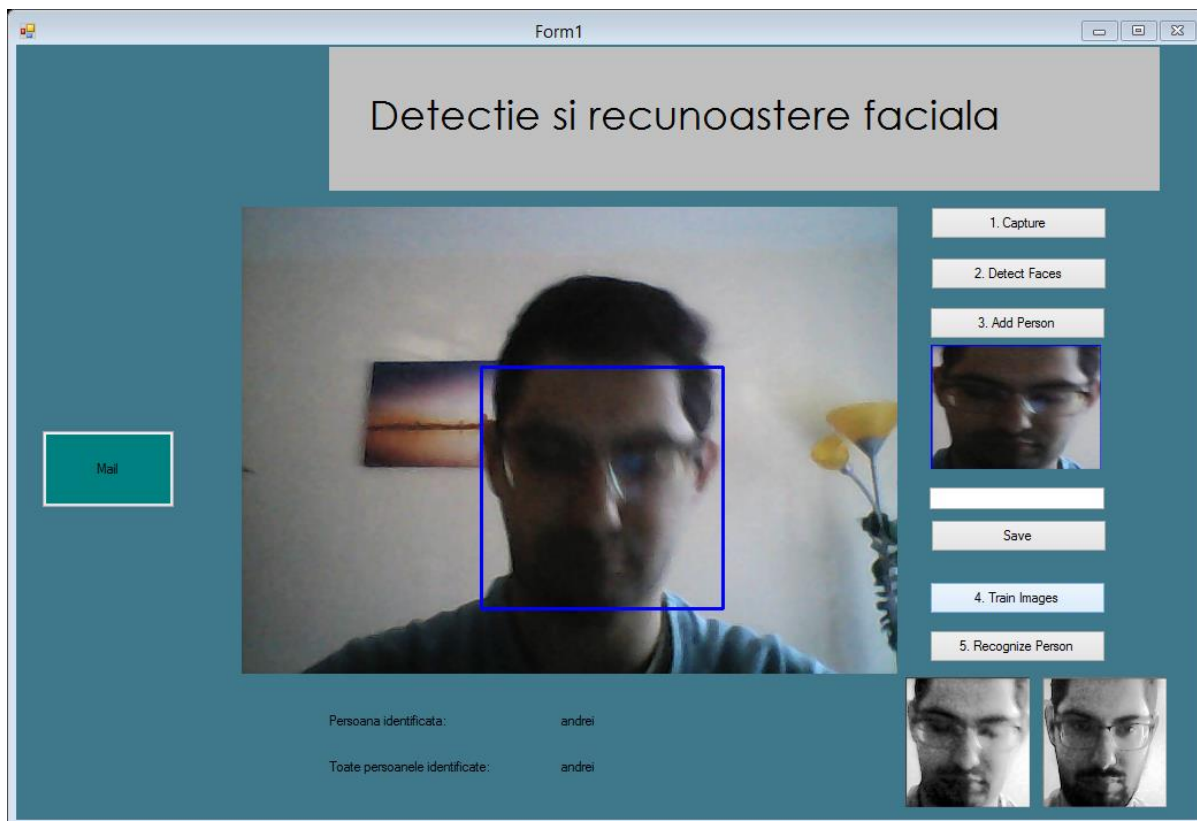 Form1
Detectie si recunoastere faciala
1. Capture
2. Detect Faces
3. Add Person
Mail
Save
4. Train Images
5. Recognize Person
Persoana identificata: andrei
Toate persoanele identificate: andrei